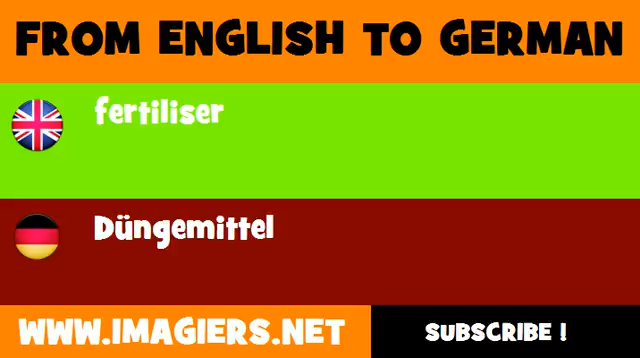 FROM ENGLISH TO GERMAN
fertiliser
Düngemittel
WWW.IMAGIERS.NET
SUBSCRIBE !